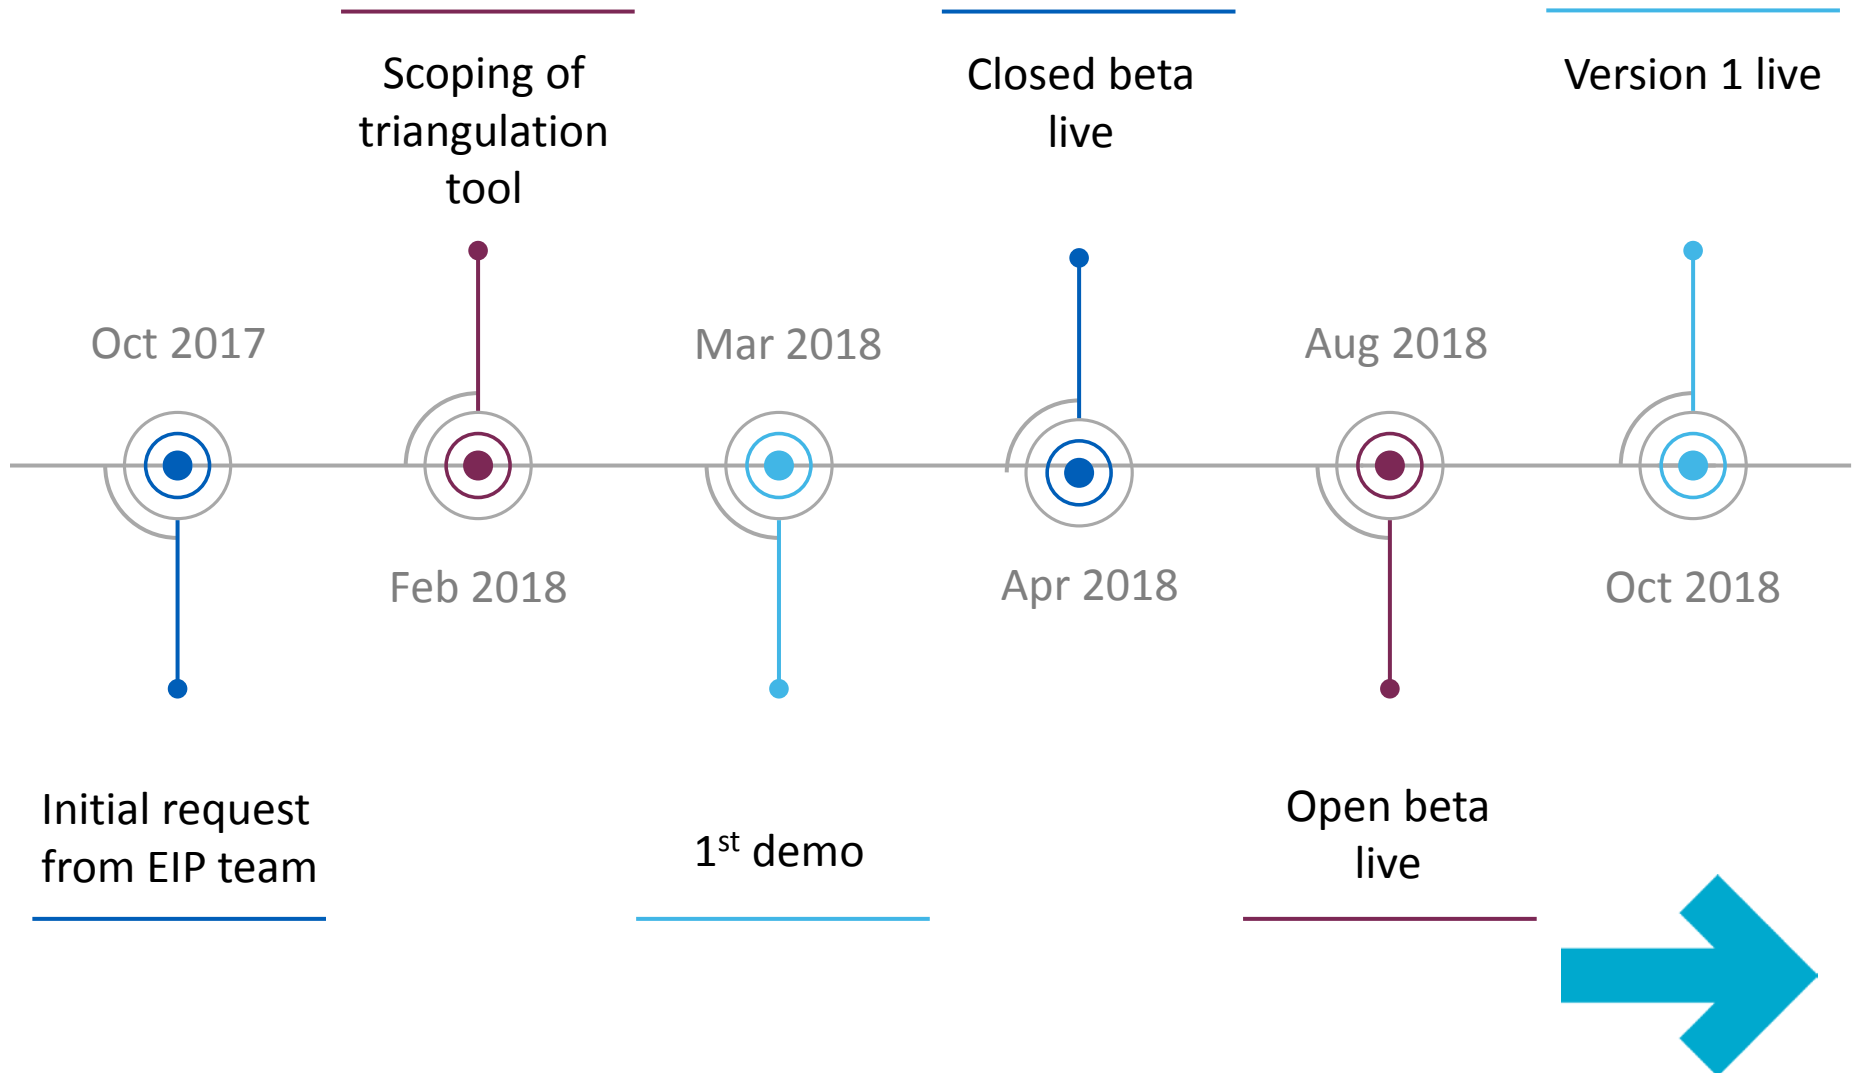 Scoping of
triangulation
tool
Closed beta
live
Version 1 live
Oct 2017
Mar 2018
Aug 2018
Feb 2018
Apr 2018
Oct 2018
Initial request
from EIP team
1st demo
Open beta
live